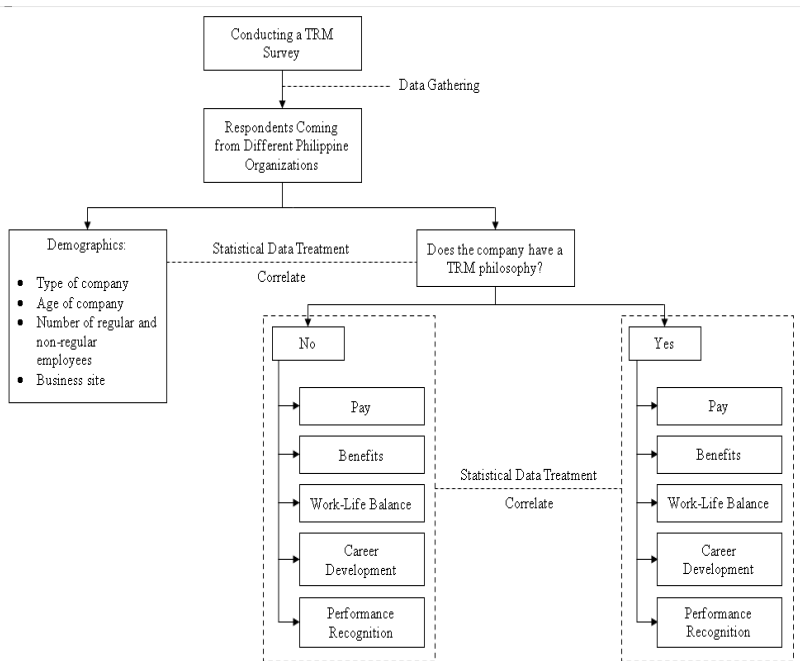 Conducting a TRM
Survey
Data Gathering
Respondents Coming
from Different Philippine
Organizations
Demographics:
• Type of company
• Age of company
• Number of regular and
non-regular
employees
• Business site
Statistical Data Treatment
Correlate
Does the company have a
TRM philosophy?
No
Pay
Benefits
Work-Life Balance
Career
Development
Performance
Recognition
Statistical Data Treatment
Correlate
Yes
Pay
Benefits
Work-Life Balance
Career
Development
Performance
Recognition